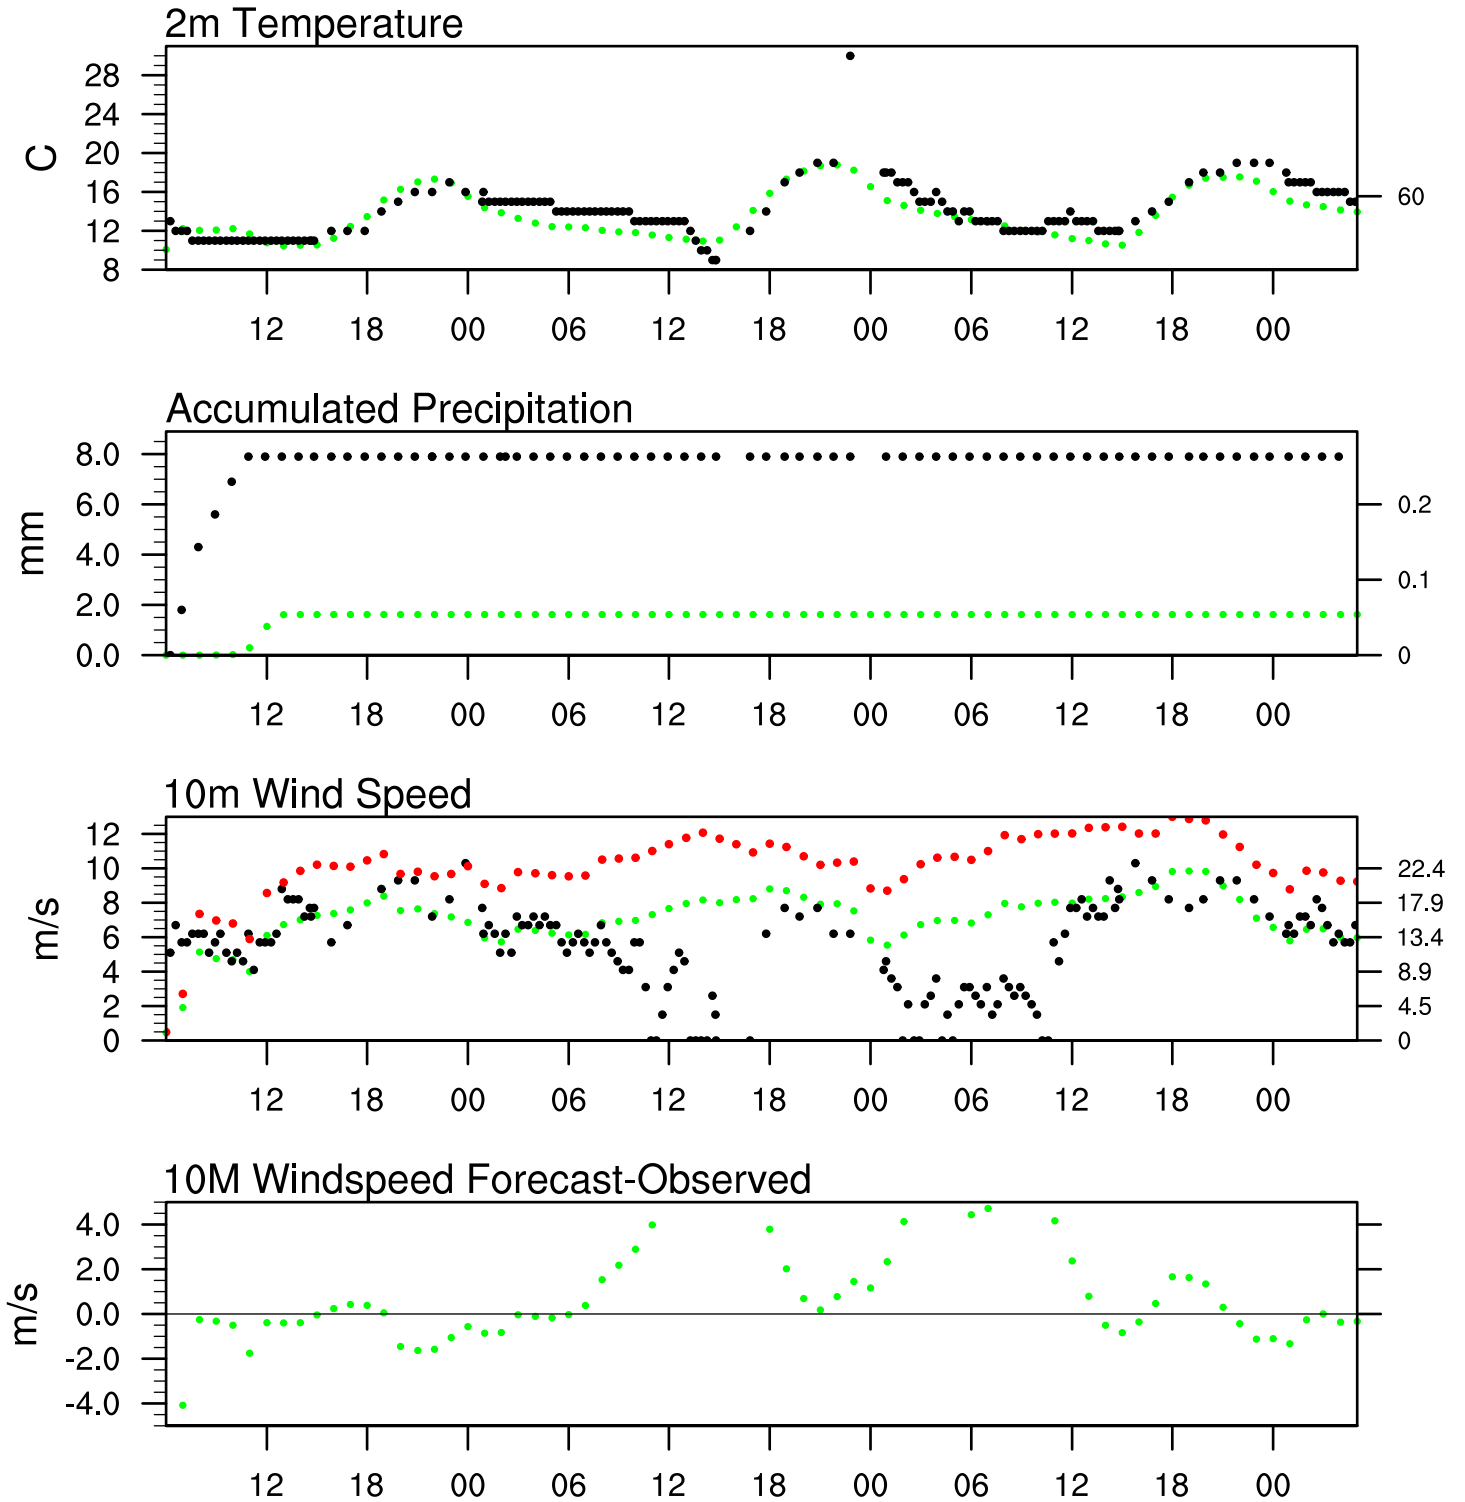 2m Temperature
28
24
20
16
12
8
C
60
12 18 00 06 12 18 00 06 12 18 00
Accumulated Precipitation
8.0
6.0
4.0
2.0
0.0
mm
0.2
0.1
0
12 18 00 06 12 18 00 06 12 18 00
10m Wind Speed
12
10
8
6
4
2
0
m/s
22.4
17.9
13.4
8.9
4.5
0
12 18 00 06 12 18 00 06 12 18 00
10M Windspeed Forecast-Observed
4.0
2.0
0.0
-2.0
-4.0
m/s
12 18 00 06 12 18 00 06 12 18 00